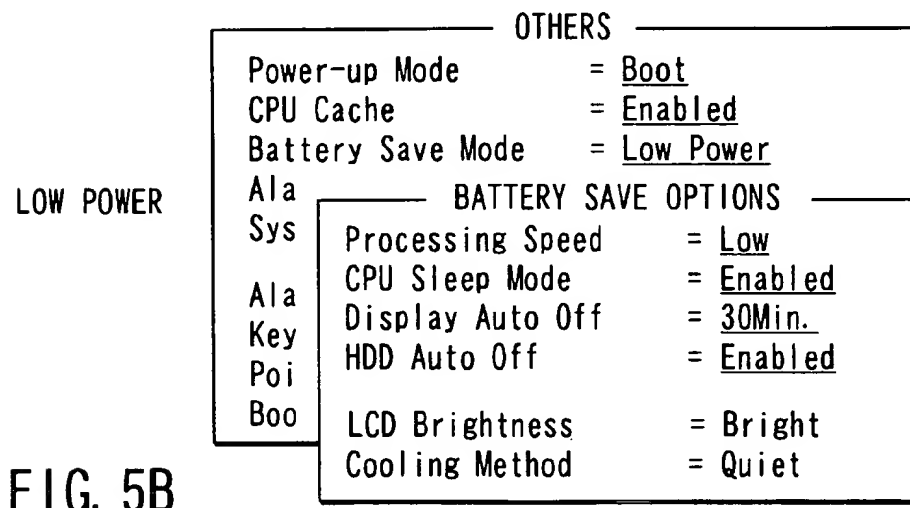 OTHERS
Power-up Mode = Boot
CPU Cache = Enabled
Battery Save Mode = Low Power
LOW POWER
Ala
Sys
Ala
Key
Poi
Boo
BATTERY SAVE OPTIONS
Processing Speed = Low
CPU Sleep Mode = Enabled
Display Auto Off = 30Min.
HDD Auto Off = Enabled
LCD Brightness = Bright
Cooling Method = Quiet
FIG. 5B